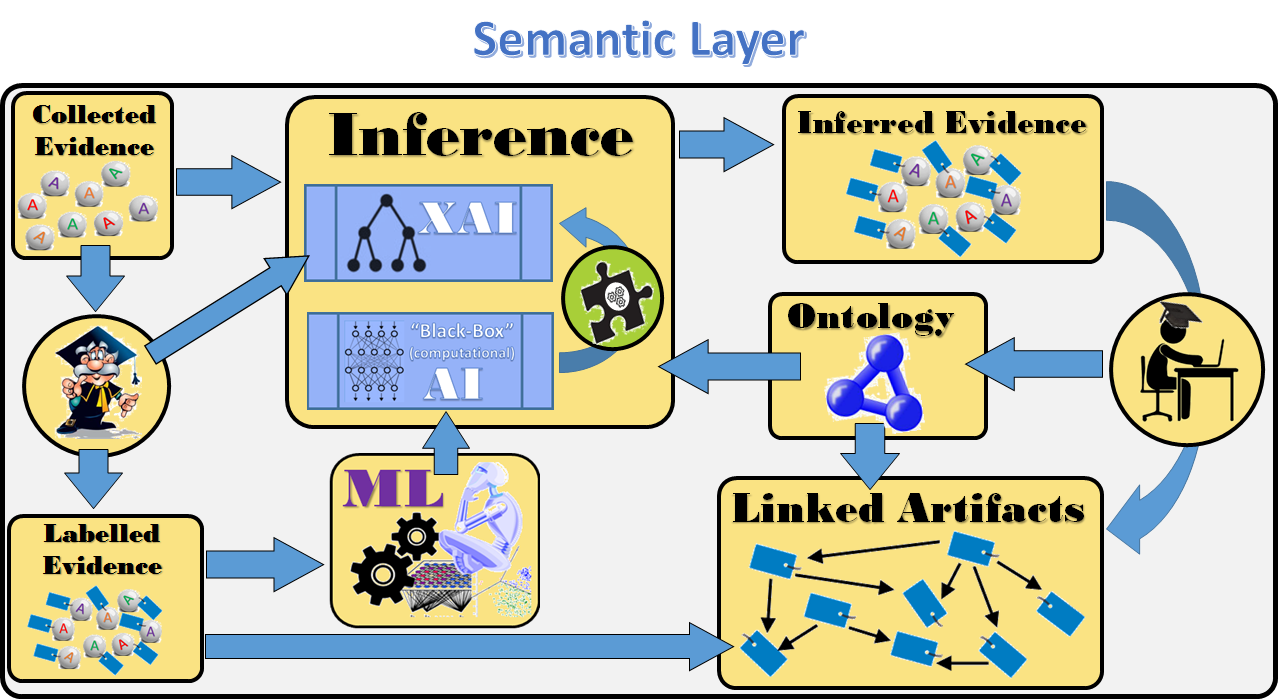 Semantic Layer
Collected
Evidence
A
A
A
A
A
A
A
A
Inference
XAI
"Black-Box"
(computational)
AI
Inferred Evidence
A
A
A
A
A
A
A
A
Ontology
ML
Labelled
Evidence
A
A
A
A
A
A
A
A
Linked Artifacts